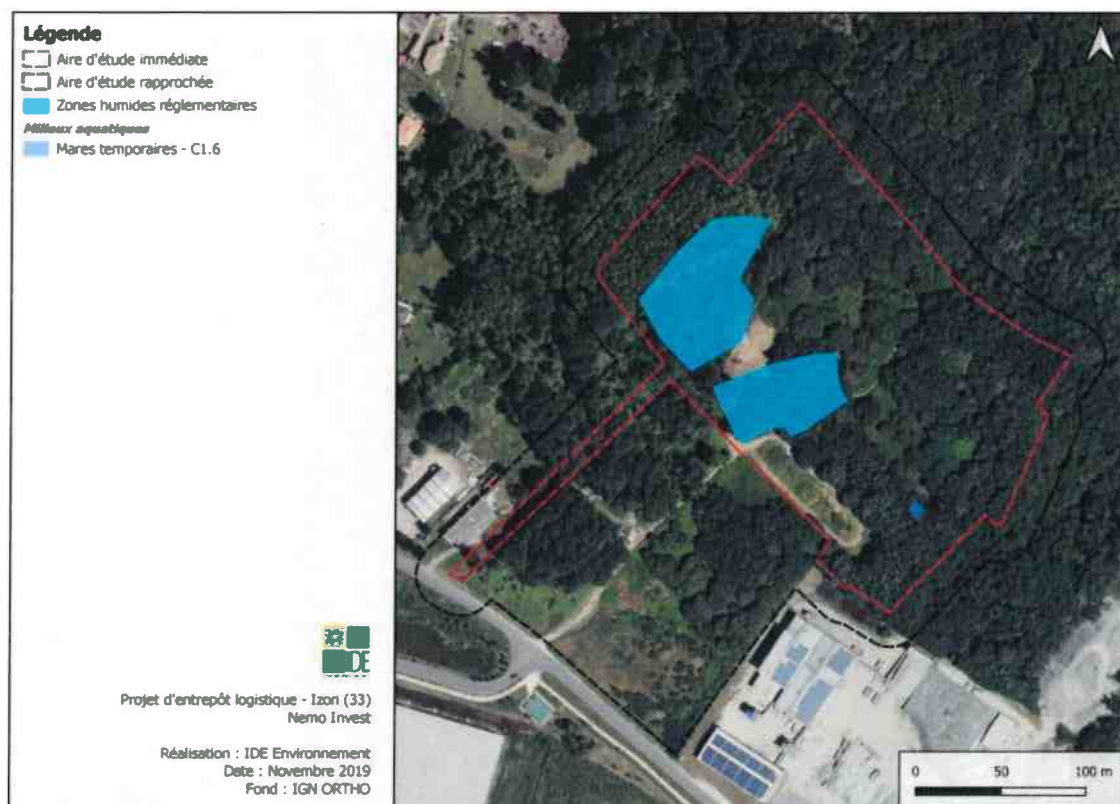 Légende
Aire d'étude immédiate
Aire d'étude rapprochée
Zones humides réglementaires
Milieux aquatiques
Mares temporaires - C1.6
IDE
Projet d'entrepôt logistique - Izon (33)
Nemo Invest
Réalisation : IDE Environnement
Date : Novembre 2019
Fond : IGN ORTHO
0 50 100 m